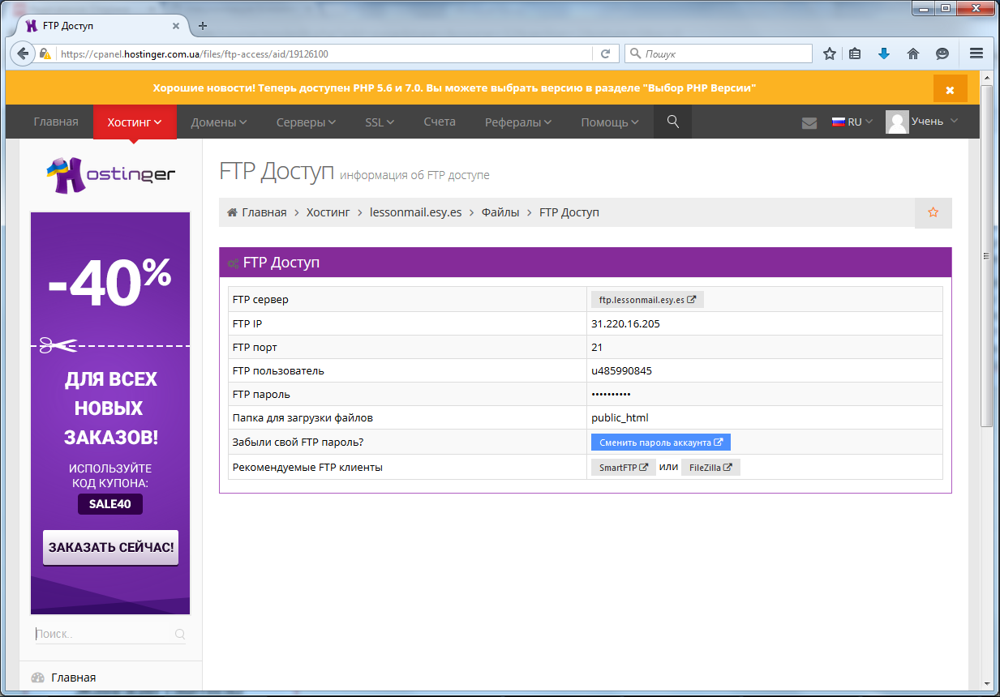 FTP Доступ
https://cpanel.hostinger.com.ua/files/ftp-access/aid/19126100
Пошук
Хорошие новости! Теперь доступен PHP 5.6 и 7.0. Вы можете выбрать версию в разделе "Выбор PHP Версии"
Главная Хостинг Домены Серверы SSL Счета Рефералы Помощь RU Учень
Hostinger
FTP Доступ информация об FTP доступе
Главная > Хостинг > lessonmail.esy.es > Файлы > FTP Доступ
-40%
ДЛЯ ВСЕХ
НОВЫХ
ЗАКАЗОВ!
ИСПОЛЬЗУЙТЕ
КОД КУПОНА:
SALE40
ЗАКАЗАТЬ СЕЙЧАС!
Поиск..
Главная
FTP Доступ
FTP сервер ftp.lessonmail.esy.es
FTP IP 31.220.16.205
FTP порт 21
FTP пользователь u485990845
FTP пароль ••••••••••
Папка для загрузки файлов public_html
Забыли свой FTP пароль? Сменить пароль аккаунта
Рекомендуемые FTP клиенты SmartFTP или FileZilla